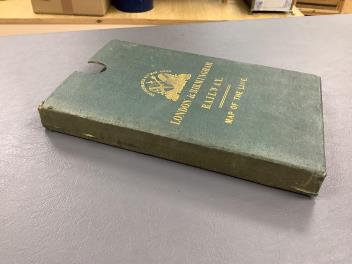 LONDON & BIRMINGHAM
RAILWAY.
MAP OF THE LINE.